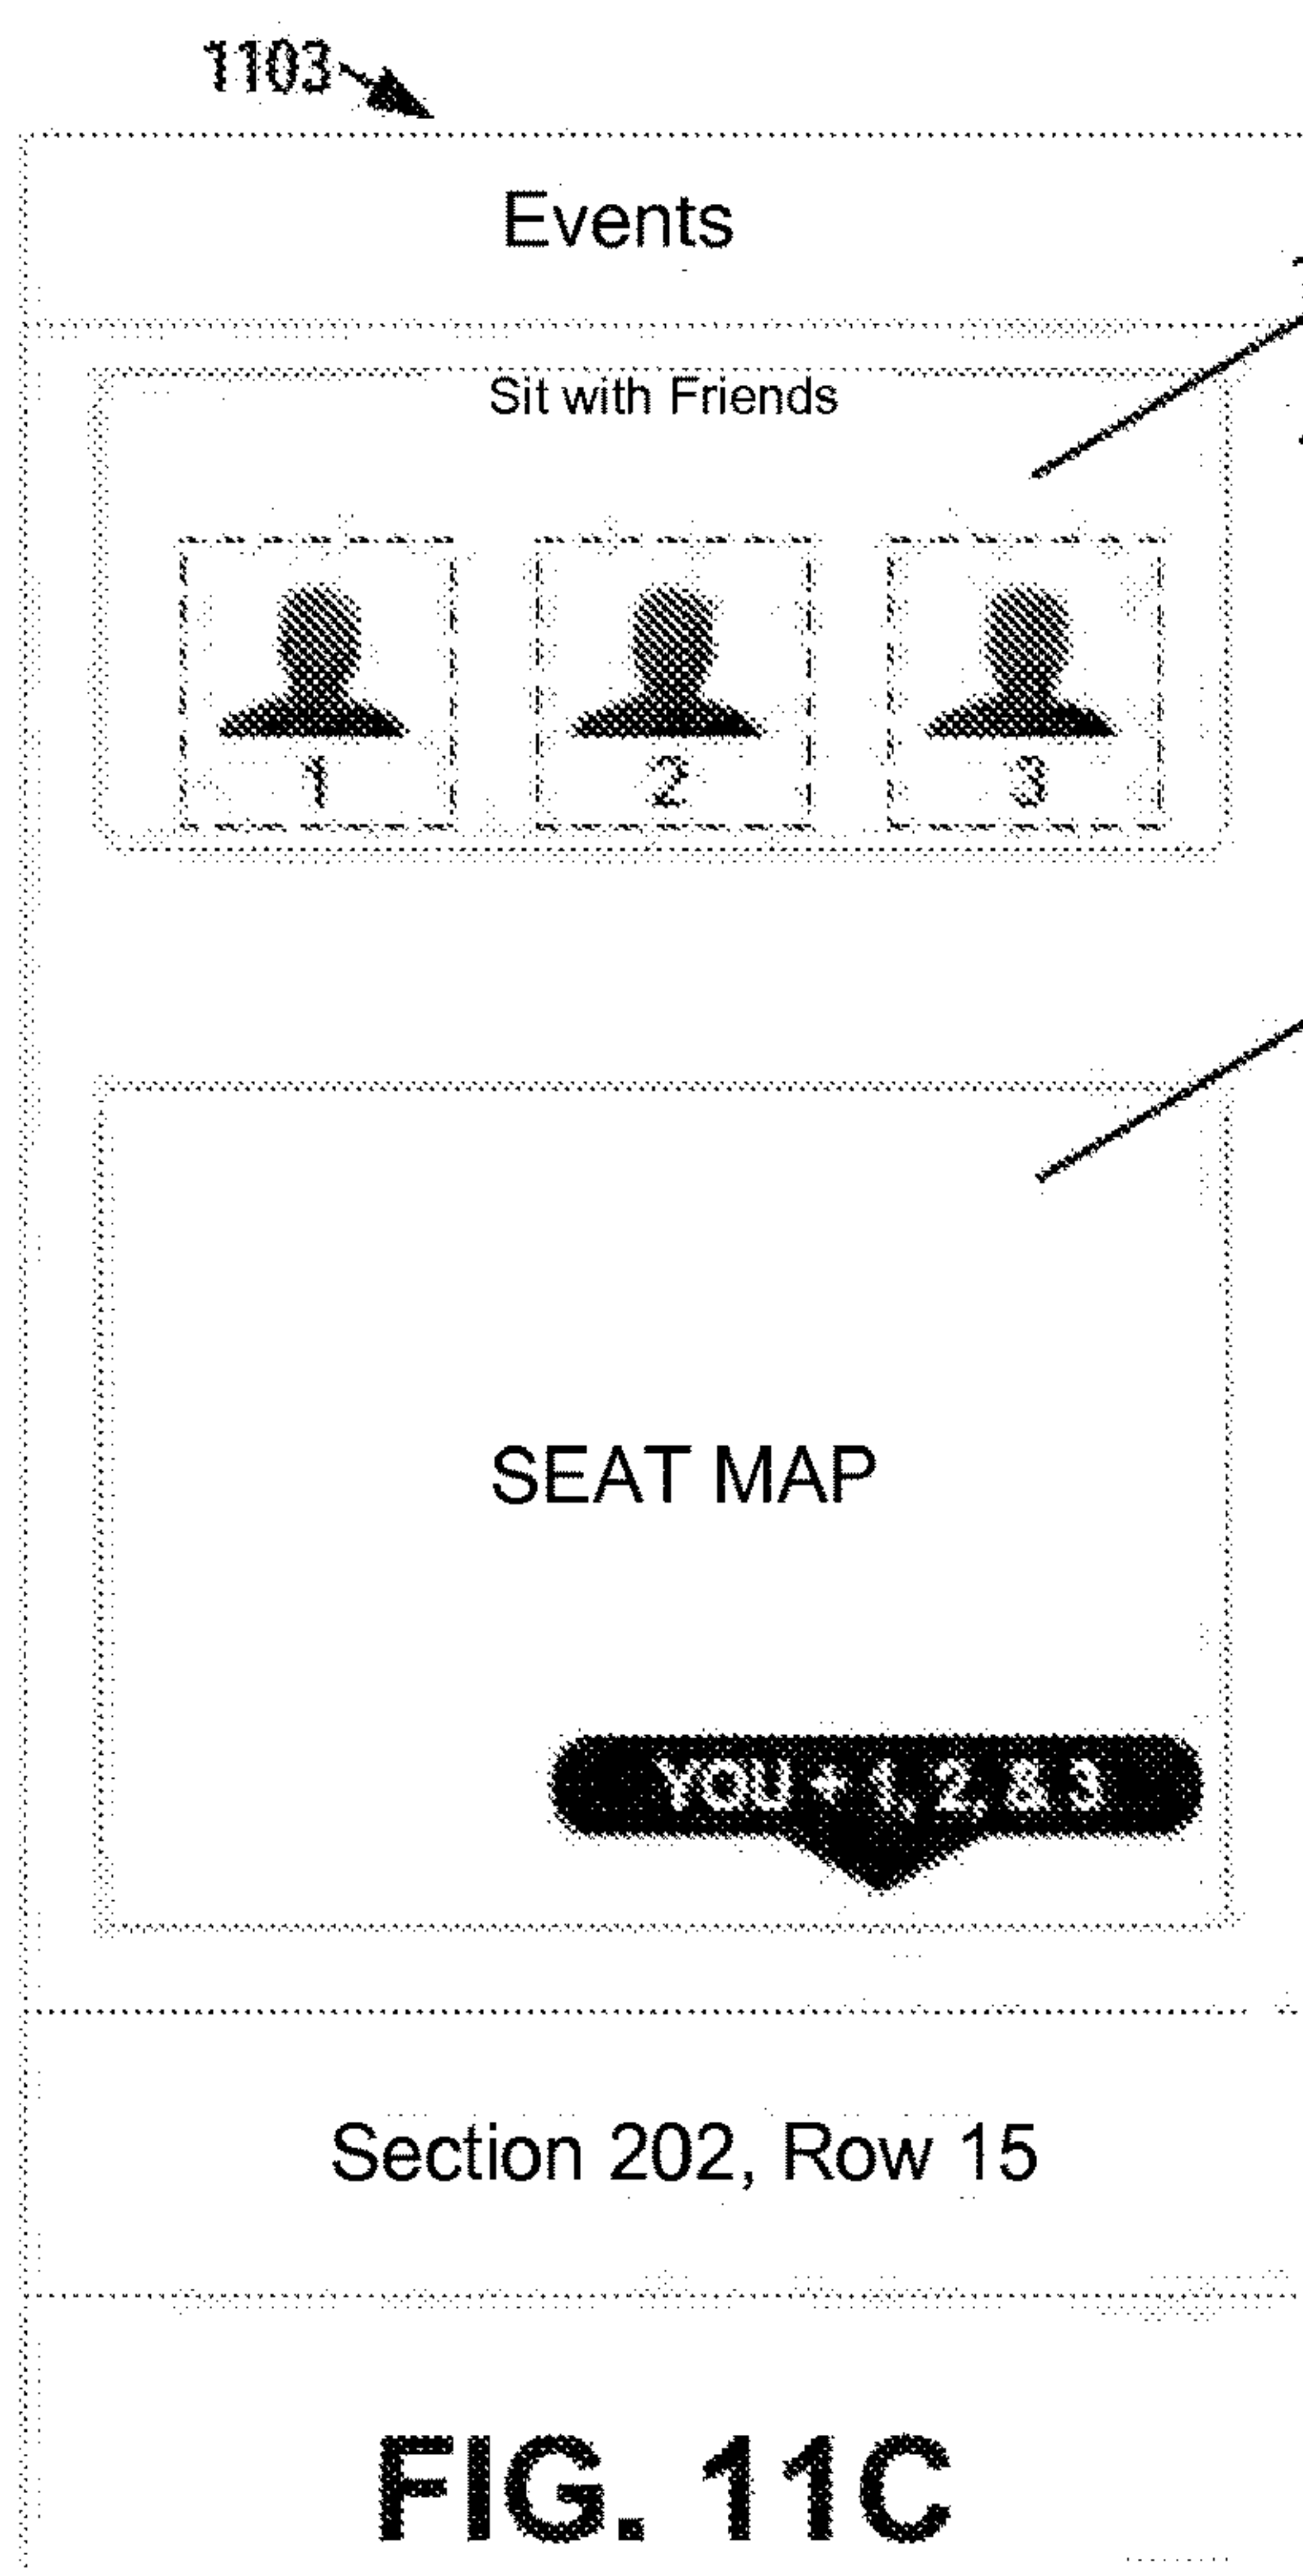 1103
Events
Sit with Friends
1 2 3
SEAT MAP
YOU + 1, 2, & 3
Section 202, Row 15
FIG. 11C